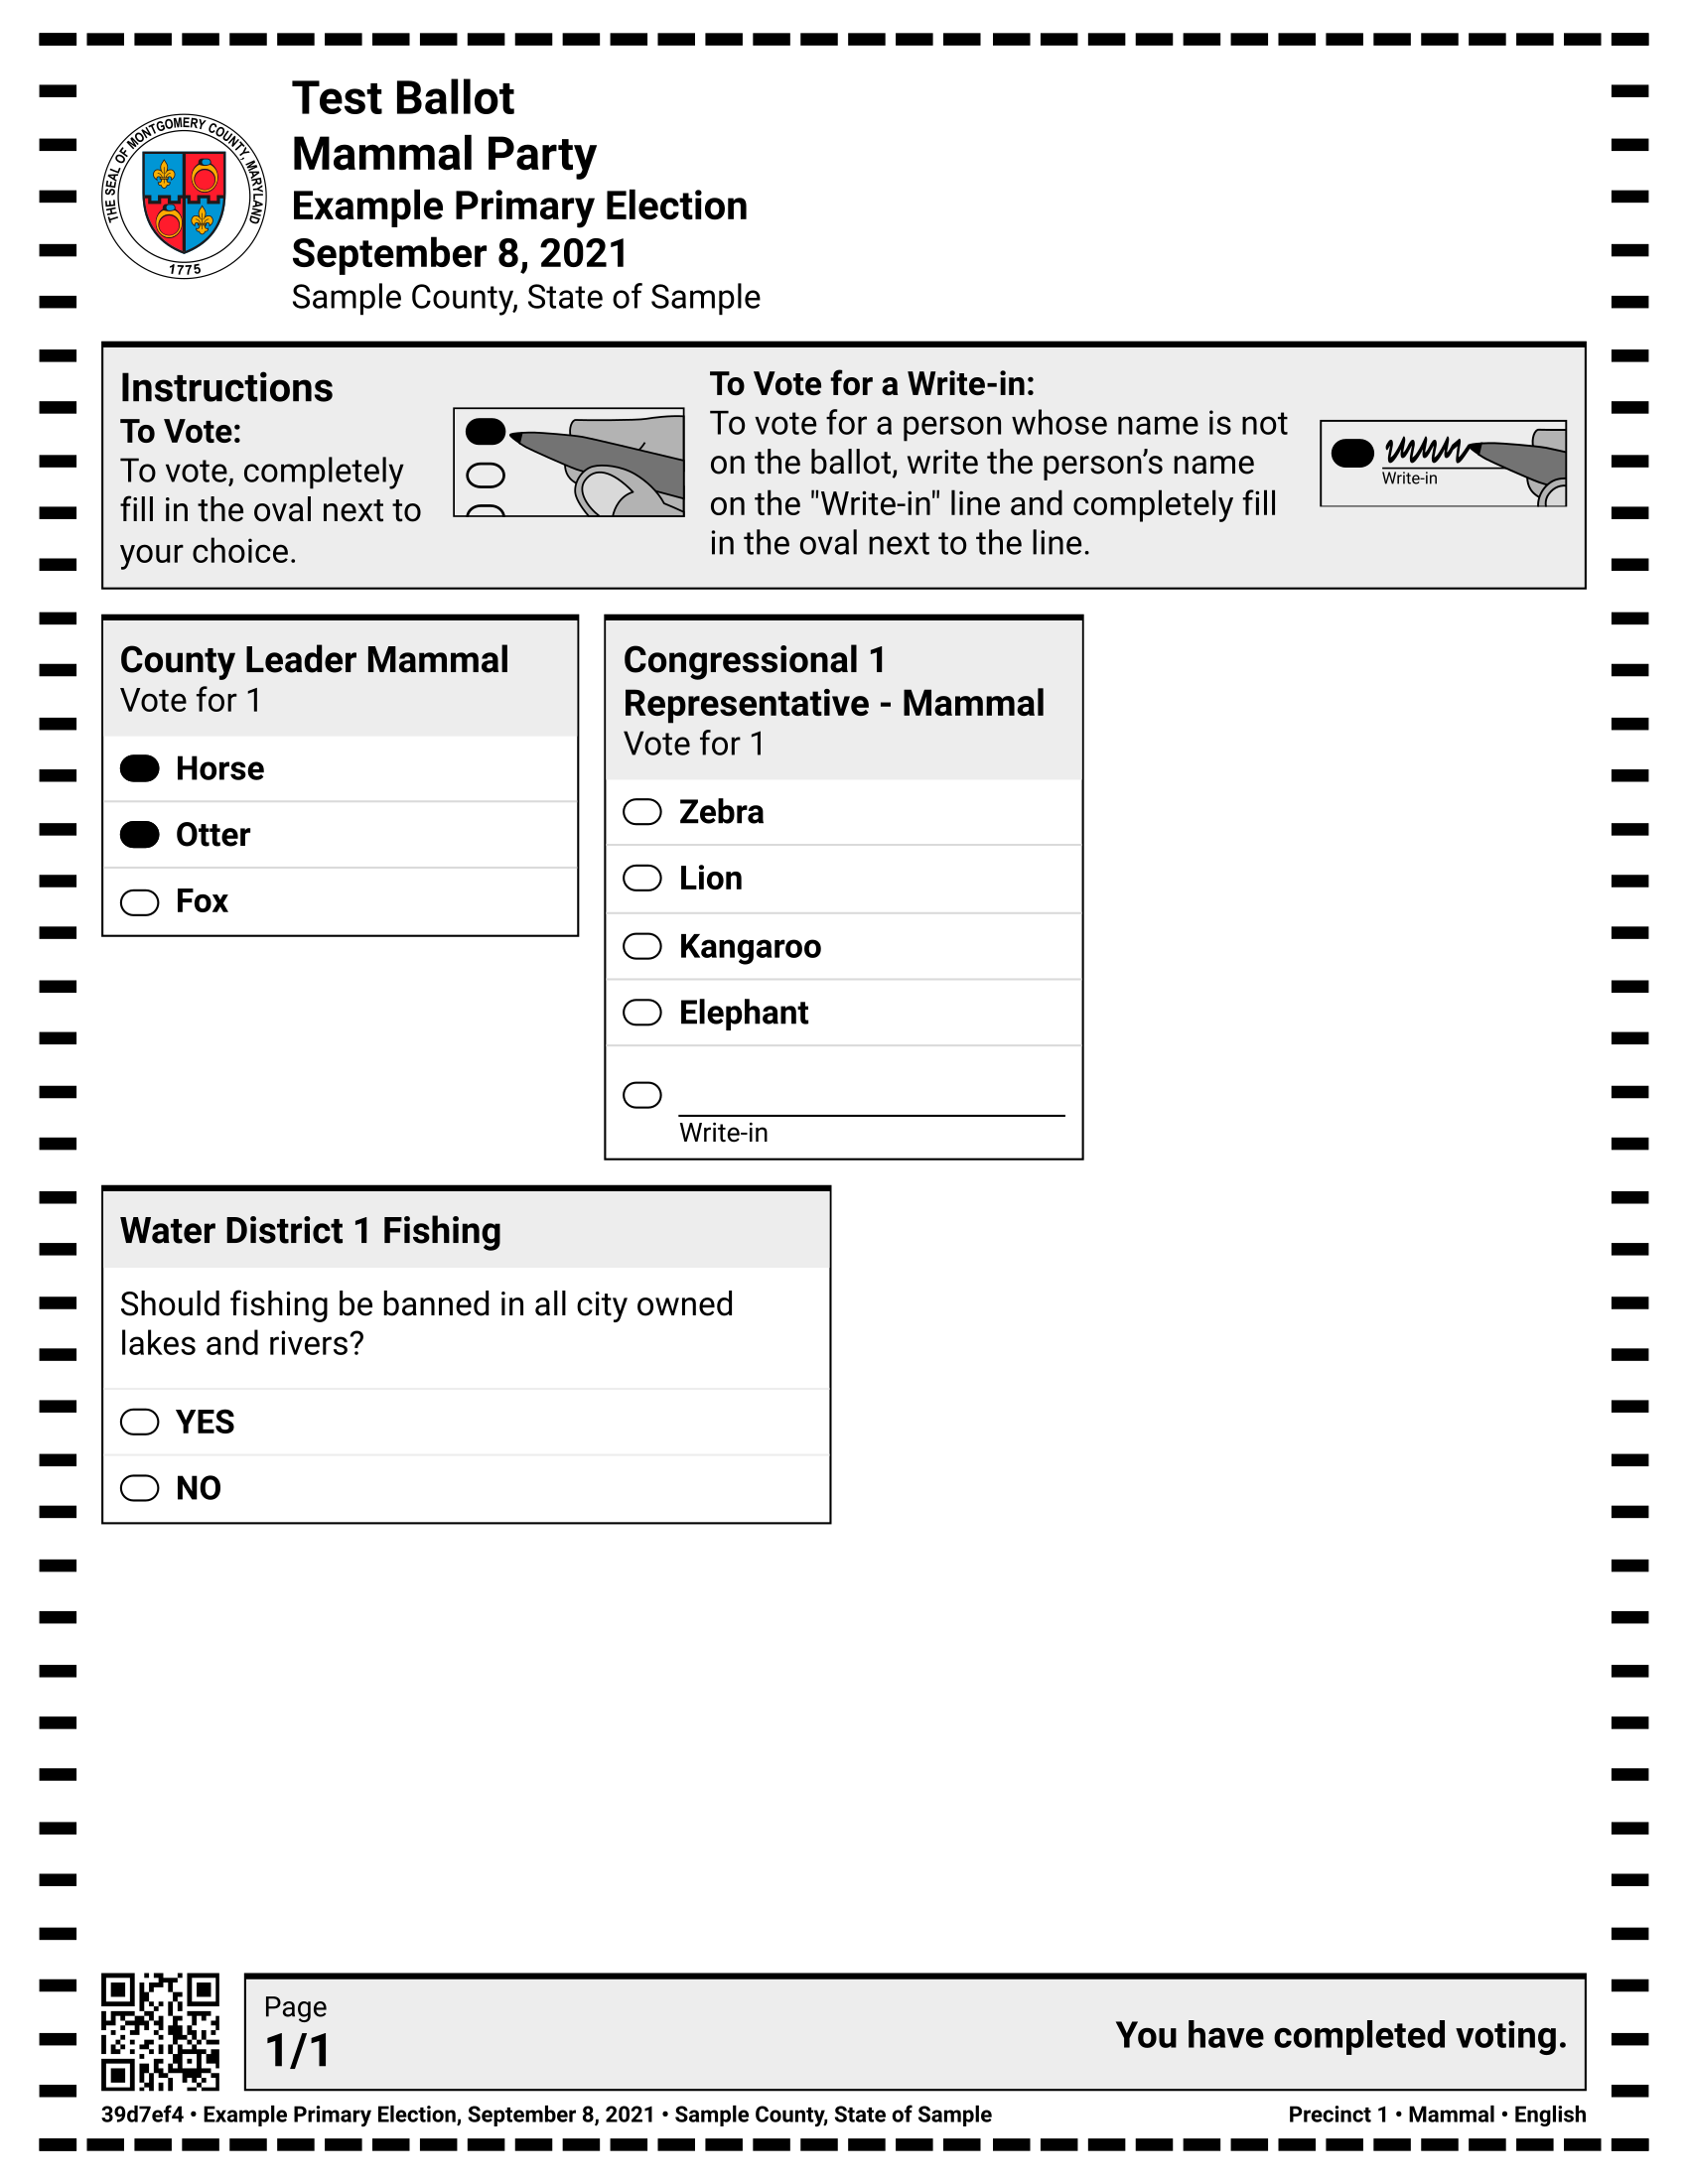 Test Ballot
Mammal Party
Example Primary Election
September 8, 2021
Sample County, State of Sample
THE SEAL OF MONTGOMERY COUNTY, MARYLAND
1775
Instructions
To Vote:
To vote, completely
fill in the oval next to
your choice.
To Vote for a Write-in:
To vote for a person whose name is not
on the ballot, write the person’s name
on the "Write-in" line and completely fill
in the oval next to the line.
Write-in
County Leader Mammal
Vote for 1
Horse
Otter
Fox
Congressional 1
Representative - Mammal
Vote for 1
Zebra
Lion
Kangaroo
Elephant
Write-in
Water District 1 Fishing
Should fishing be banned in all city owned
lakes and rivers?
YES
NO
Page
1/1
You have completed voting.
39d7ef4 • Example Primary Election, September 8, 2021 • Sample County, State of Sample
Precinct 1 • Mammal • English